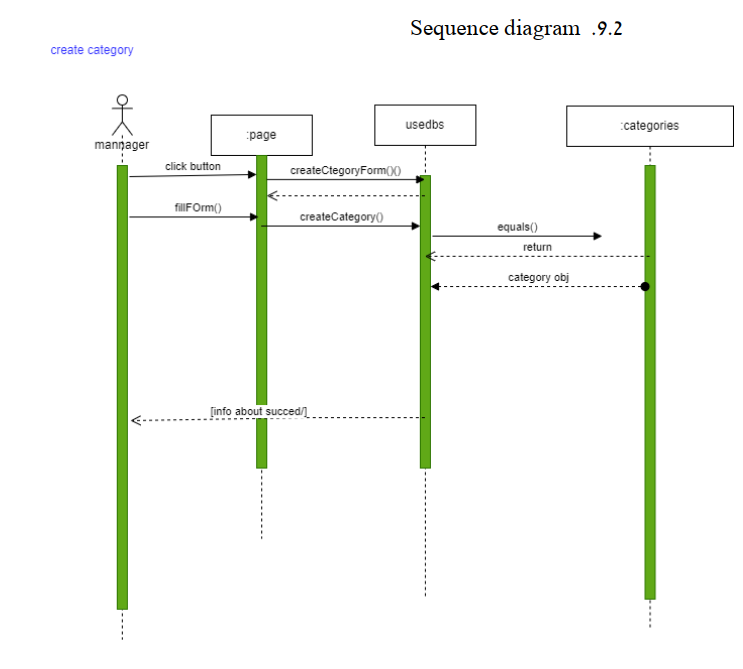 Sequence diagram .9.2
create category
mannager
:page
usedbs
:categories
click button
createCtegoryForm()()
fillFOrm()
createCategory()
equals()
return
category obj
[info about succed/]